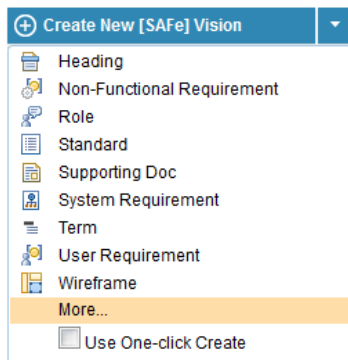 Create New [SAFe] Vision
Heading
Non-Functional Requirement
Role
Standard
Supporting Doc
System Requirement
Term
User Requirement
Wireframe
More...
Use One-click Create